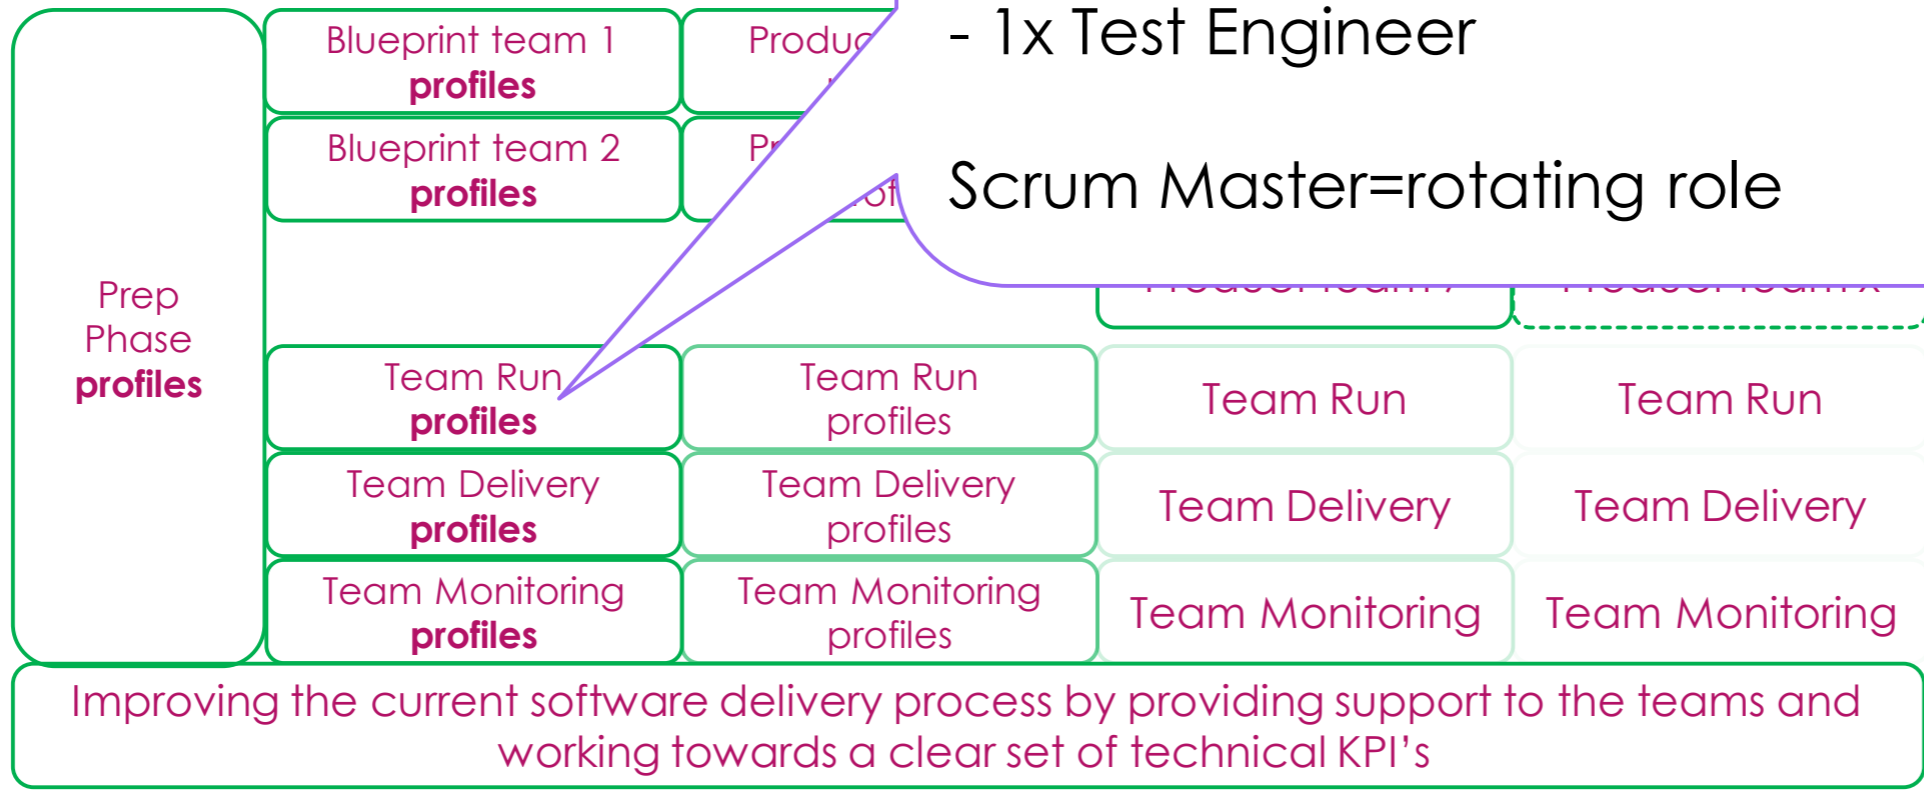 - 1x Test Engineer
Scrum Master=rotating role
Blueprint team 1
profiles
Blueprint team 2
profiles
Prep
Phase
profiles
Team Run
profiles
Team Run
profiles
Team Run
Team Run
Team Delivery
profiles
Team Delivery
profiles
Team Delivery
Team Delivery
Team Monitoring
profiles
Team Monitoring
profiles
Team Monitoring
Team Monitoring
Improving the current software delivery process by providing support to the teams and
working towards a clear set of technical KPI's